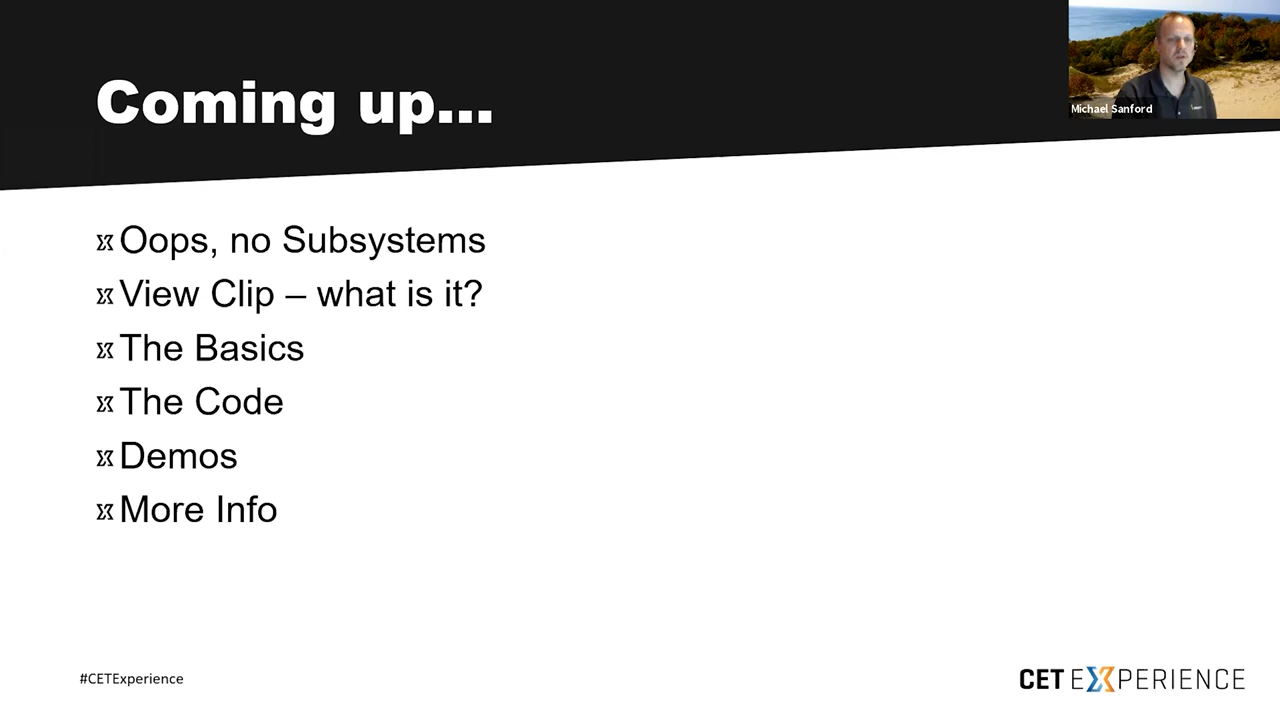 Coming up...
Michael Sanford
Oops, no Subsystems
View Clip – what is it?
The Basics
The Code
Demos
More Info
#CETExperience
CET EXPERIENCE